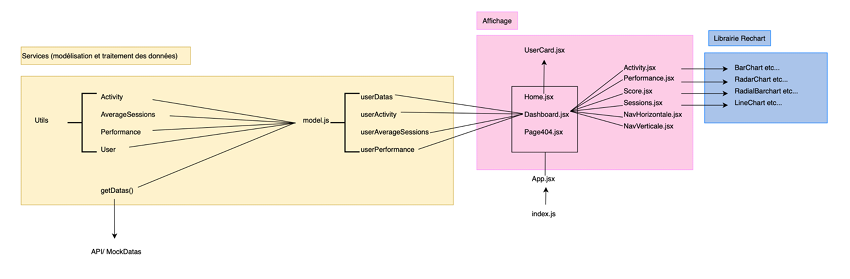 Affichage
Services (modélisation et traitement des données)
Librairie Rechart
Utils
Activity
AverageSessions
Performance
User
getDatas()
API/ MockDatas
model.js
userDatas
userActivity
userAverageSessions
userPerformance
UserCard.jsx
Home.jsx
Dashboard.jsx
Page404.jsx
App.jsx
index.js
Activity.jsx
Performance.jsx
Score.jsx
Sessions.jsx
NavHorizontale.jsx
NavVerticale.jsx
BarChart etc...
RadarChart etc...
RadialBarchart etc...
LineChart etc...